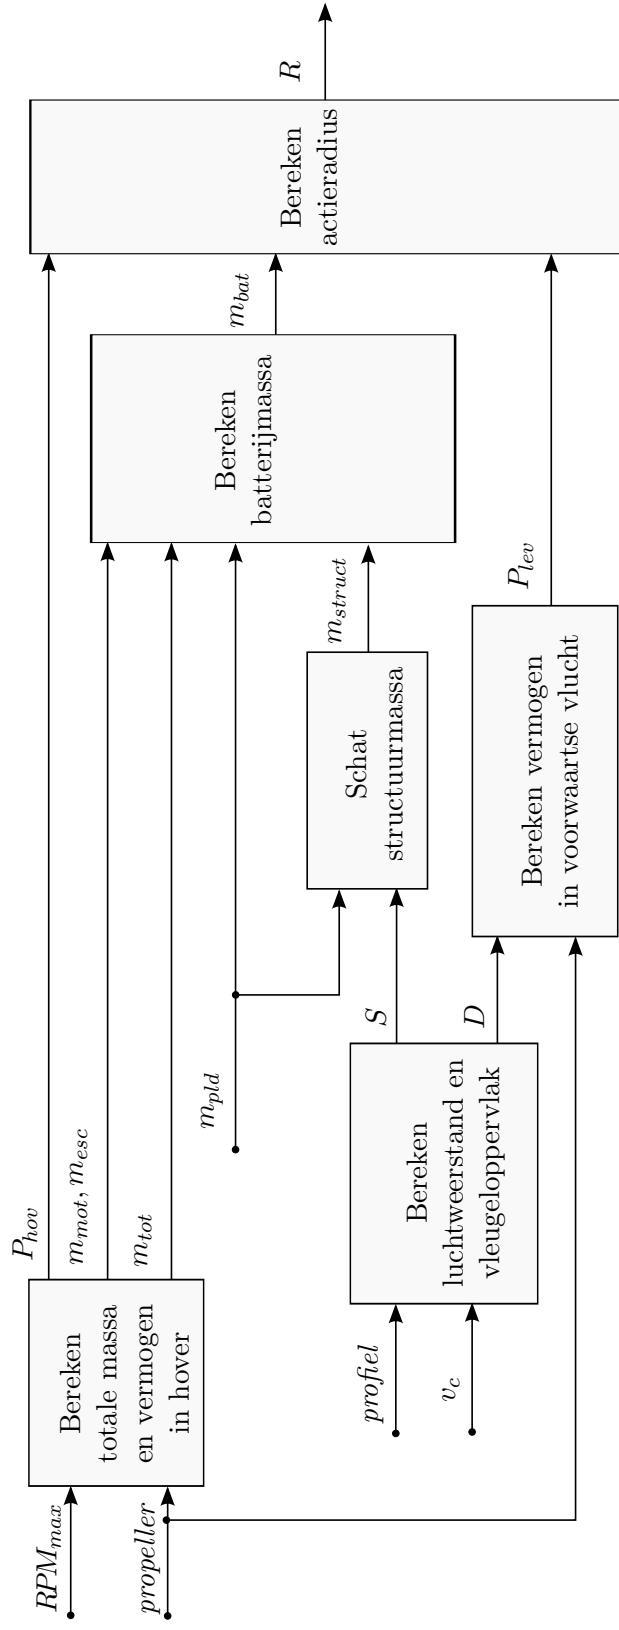 RPM_max
propeller
Bereken
totale massa
en vermogen
in hover
P_hov
m_mot, m_esc
m_tot
m_pld
profiel
v_c
Bereken
luchtweerstand en
vleugeloppervlak
S
D
Schat
structuurmassa
m_struct
Bereken vermogen
in voorwaartse vlucht
P_lev
Bereken
batterijmassa
m_bat
Bereken
actieradius
R